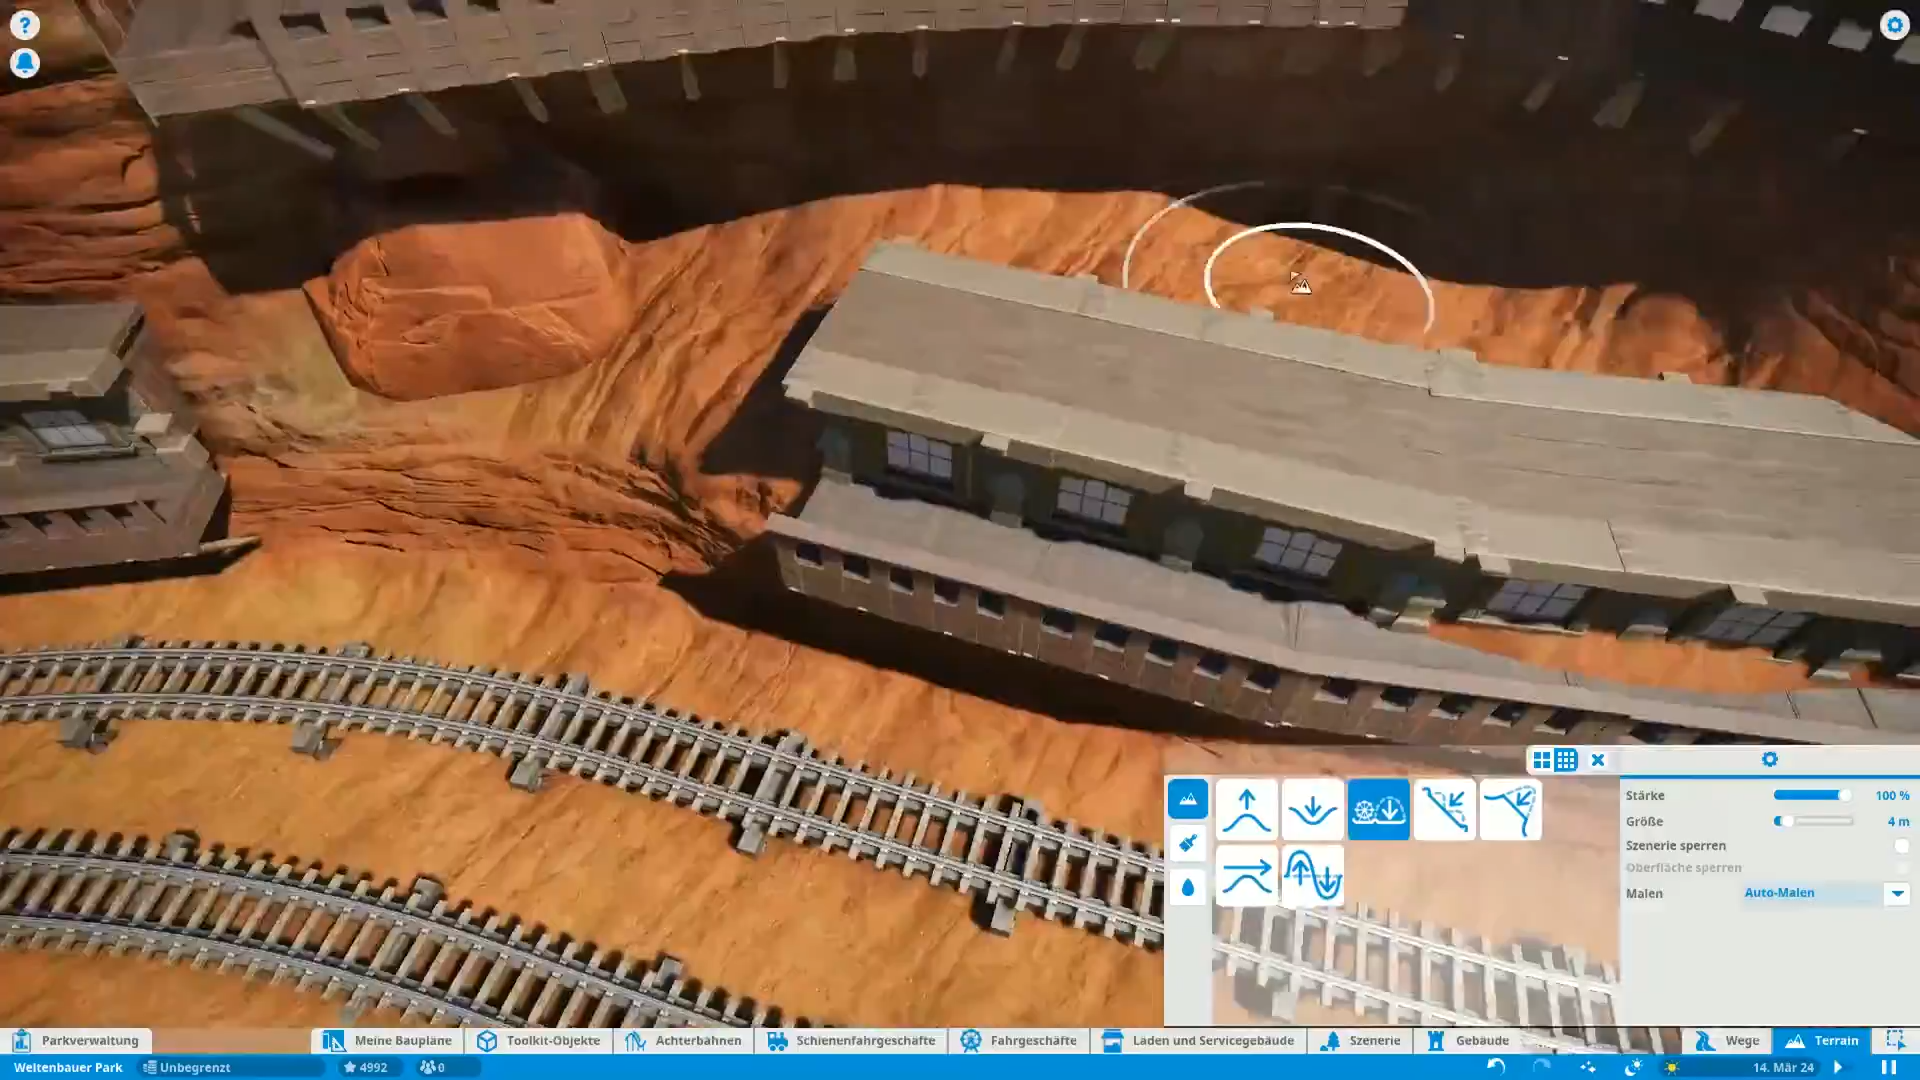 ?
Stärke 100 %
Größe 4 m
Szenerie sperren
Oberfläche sperren
Malen Auto-Malen
Parkverwaltung Meine Baupläne Toolkit-Objekte Achterbahnen Schienenfahrgeschäfte Fahrgeschäfte Laden und Servicegebäude Szenerie Gebäude Wege Terrain
Weltenbauer Park Unbegrenzt 4992 0 14. Mär 24